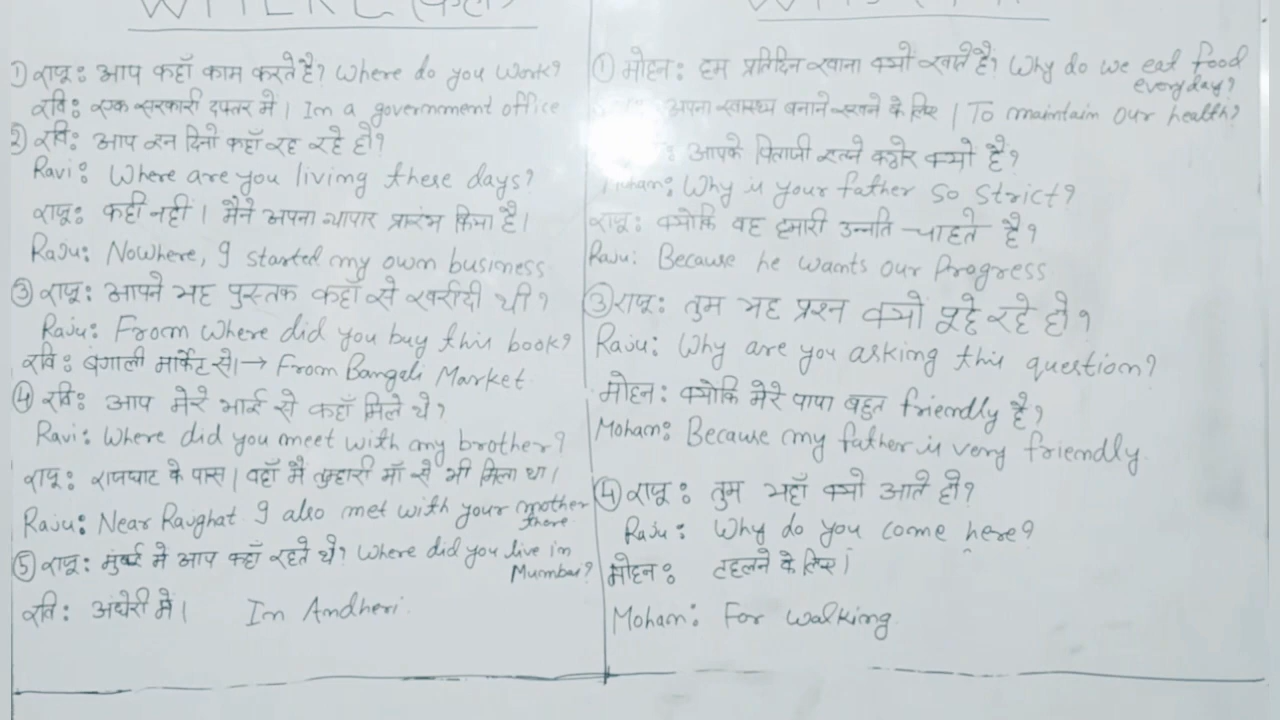 WHERE (कहाँ)
① राजू: आप कहाँ काम करते है? Where do you work?
रवि: एक सरकारी दफ्तर में। In a governmment office
② रवि: आप इन दिनो कहाँ रह रहे हो?
Ravi: Where are you living these days?
राजू: कही नहीं। मैने अपना व्यापार प्रारंभ किया है।
Raju: Nowhere, I started my own business
③ राजू: आपने यह पुस्तक कहाँ से खरीदी थी?
Raju: From where did you buy this book?
रवि: बंगाली मार्केट से।→ From Bangali Market.
④ रवि: आप मेरे भाई से कहाँ मिले थे?
Ravi: Where did you meet with my brother?
राजू: राजघाट के पास। वहाँ मै तुम्हारी माँ से भी मिला था।
Raju: Near Rajghat. I also met with your mother
there
⑤ राजू: मुंबई मे आप कहाँ रहते थे? Where did you live in
Mumbai?
रवि: अंधेरी में। In Andheri.
① मोहन: हम प्रतिदिन खाना क्यों खाते है? Why do we eat food
everyday?
अपना स्वास्थ्य बनाने रखने के लिए। To maintain our health?
: आपके पिताजी इतने कठोर क्यो है?
Mohan: Why is your father so strict?
राजू: क्योकि वह हमारी उन्नति चाहते है?
Raju: Because he wants our Progress
③ राजू: तुम यह प्रश्न क्यो पूछे रहे हो?
Raju: Why are you asking this question?
मोहन: क्योकि मेरे पापा बहुत friendly है?
Mohan: Because my father is very friendly.
④ राजू: तुम यहाँ क्यो आते हो?
Raju: Why do you come here?
मोहन: टहलने के लिए।
Mohan: For walking.